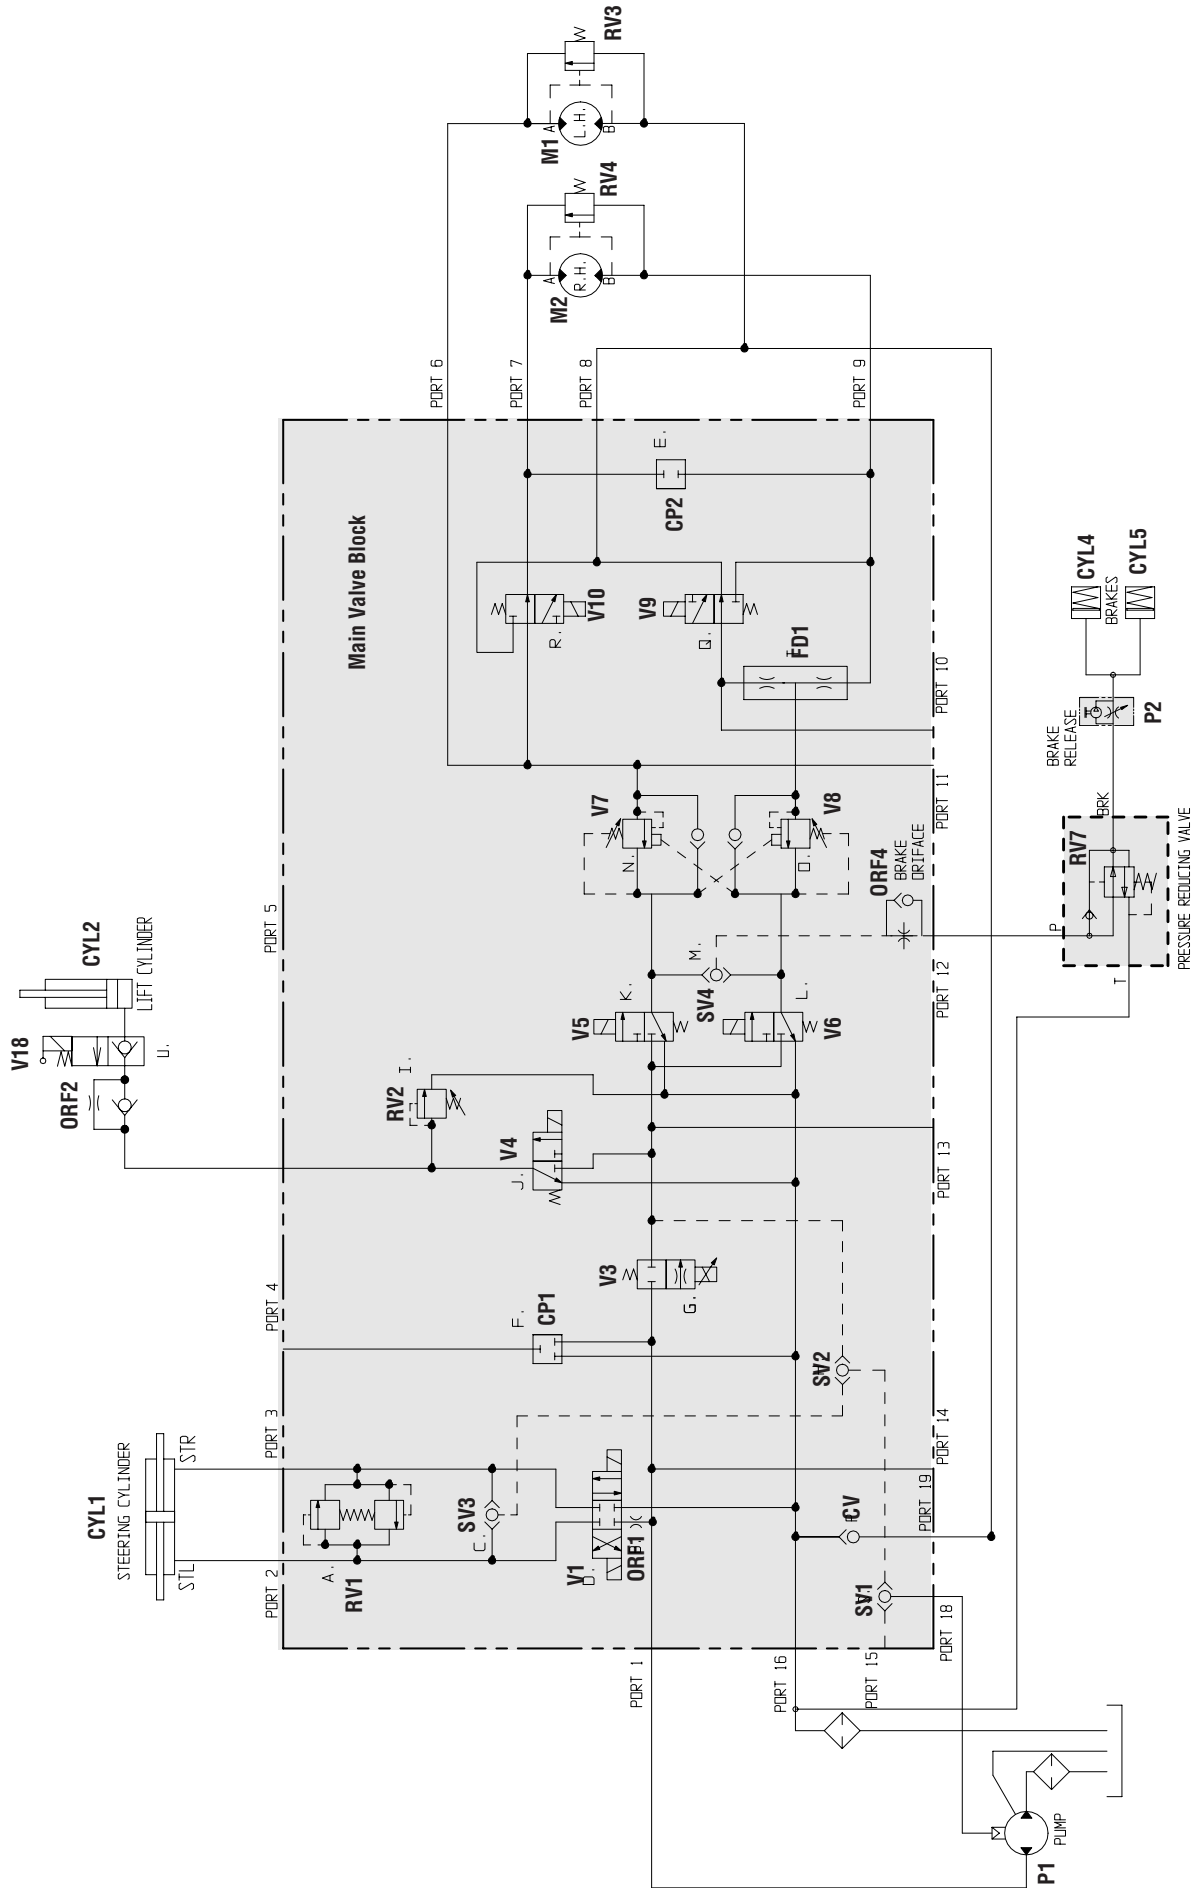 RV3
L.H.
A
B
M1
RV4
R.H.
A
B
M2
PORT 6
PORT 7
PORT 8
PORT 9
Main Valve Block
E.
CP2
V10
R.
V9
Q.
FD1
PORT 10
PORT 11
CYL4
BRAKES
CYL5
BRAKE
RELEASE
P2
BRK
RV7
P
T
PRESSURE REDUCING VALVE
V7
N.
V8
O.
ORF4
BRAKE
ORIFACE
PORT 5
CYL2
LIFT CYLINDER
V18
U.
ORF2
M.
SV4
K.
V5
L.
V6
PORT 12
I.
RV2
V4
J.
PORT 13
V3
G.
PORT 4
F.
CP1
SV2
PORT 3
PORT 14
CYL1
STEERING CYLINDER
STR
STL
PORT 2
A.
RV1
C.
SV3
V1
D.
ORF1
CV
PORT 19
SV1
PORT 18
PORT 1
PORT 16
PORT 15
PUMP
P1